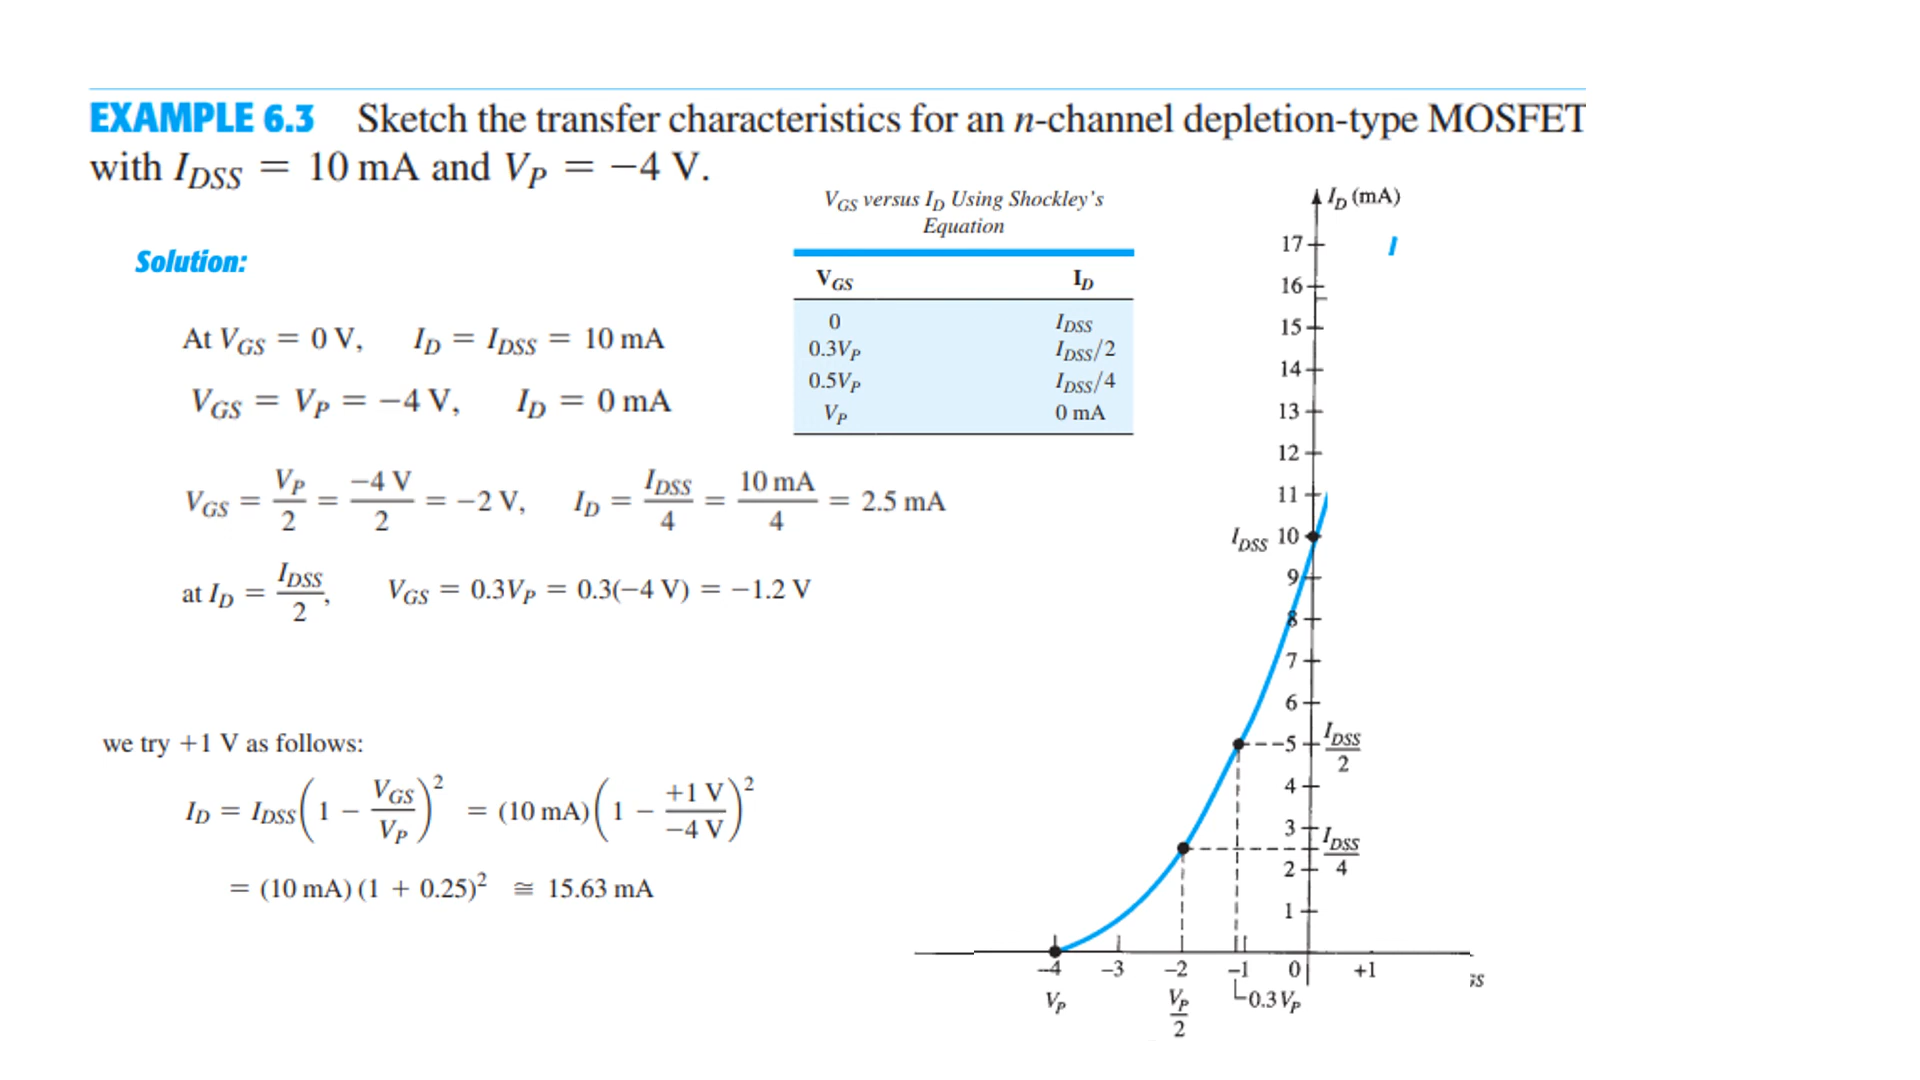 EXAMPLE 6.3 Sketch the transfer characteristics for an n-channel depletion-type MOSFET
with I_DSS = 10 mA and V_P = −4 V.
Solution:
At V_GS = 0 V, I_D = I_DSS = 10 mA
V_GS = V_P = −4 V, I_D = 0 mA
V_GS = V_P/2 = −4 V/2 = −2 V, I_D = I_DSS/4 = 10 mA/4 = 2.5 mA
at I_D = I_DSS/2, V_GS = 0.3V_P = 0.3(−4 V) = −1.2 V
we try +1 V as follows:
I_D = I_DSS(1 − V_GS/V_P)² = (10 mA)(1 − +1 V/−4 V)²
= (10 mA)(1 + 0.25)² ≅ 15.63 mA
V_GS versus I_D Using Shockley's
Equation
V_GS I_D
0 I_DSS
0.3V_P I_DSS/2
0.5V_P I_DSS/4
V_P 0 mA
I_D (mA)
17
16
15
14
13
12
11
I_DSS 10
9
8
7
6
5 I_DSS/2
4
3
I_DSS/4
2
1
−4 −3 −2 −1 0 +1
V_P V_P/2 0.3 V_P